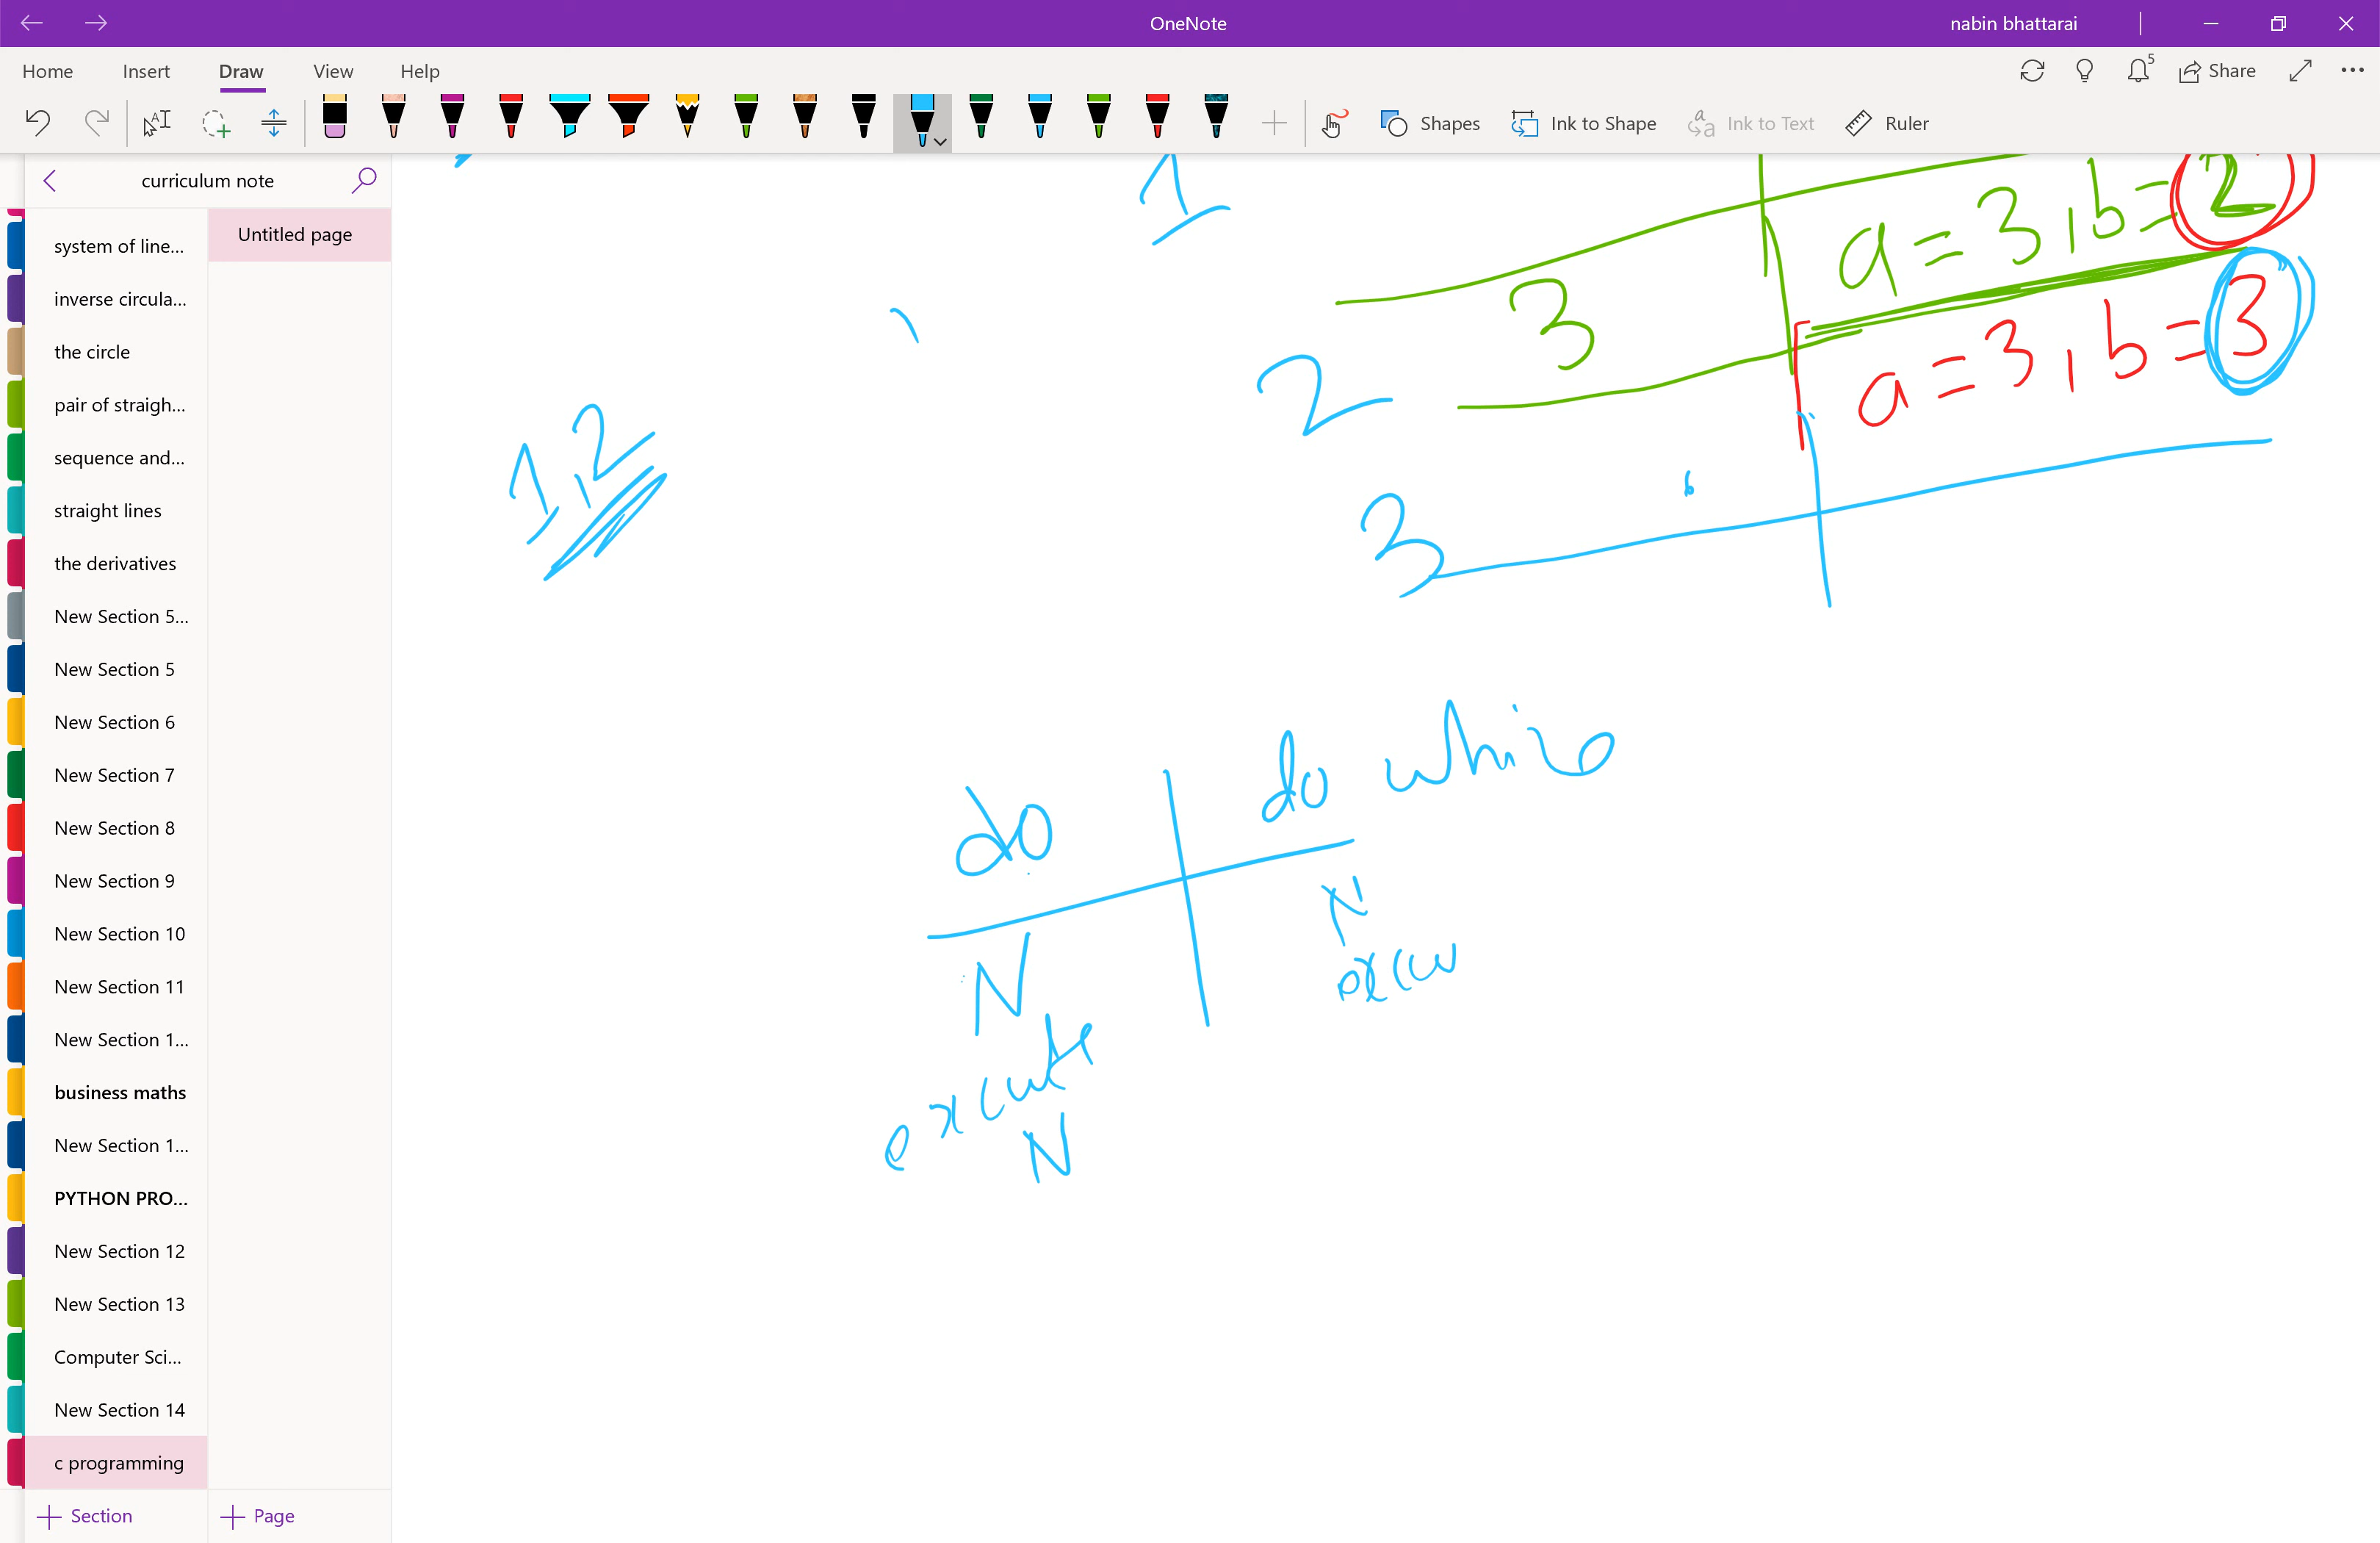 OneNote
nabin bhattarai
Home Insert Draw View Help
5 Share
Shapes Ink to Shape Ink to Text Ruler
curriculum note
Untitled page
system of line...
inverse circula...
the circle
pair of straigh...
sequence and...
straight lines
the derivatives
New Section 5...
New Section 5
New Section 6
New Section 7
New Section 8
New Section 9
New Section 10
New Section 11
New Section 1...
business maths
New Section 1...
PYTHON PRO...
New Section 12
New Section 13
Computer Sci...
New Section 14
c programming
Section
Page
1
a = 3, b = 2
3
2
a = 3, b = 3
1,2
3
do
do while
N
N
excute
N